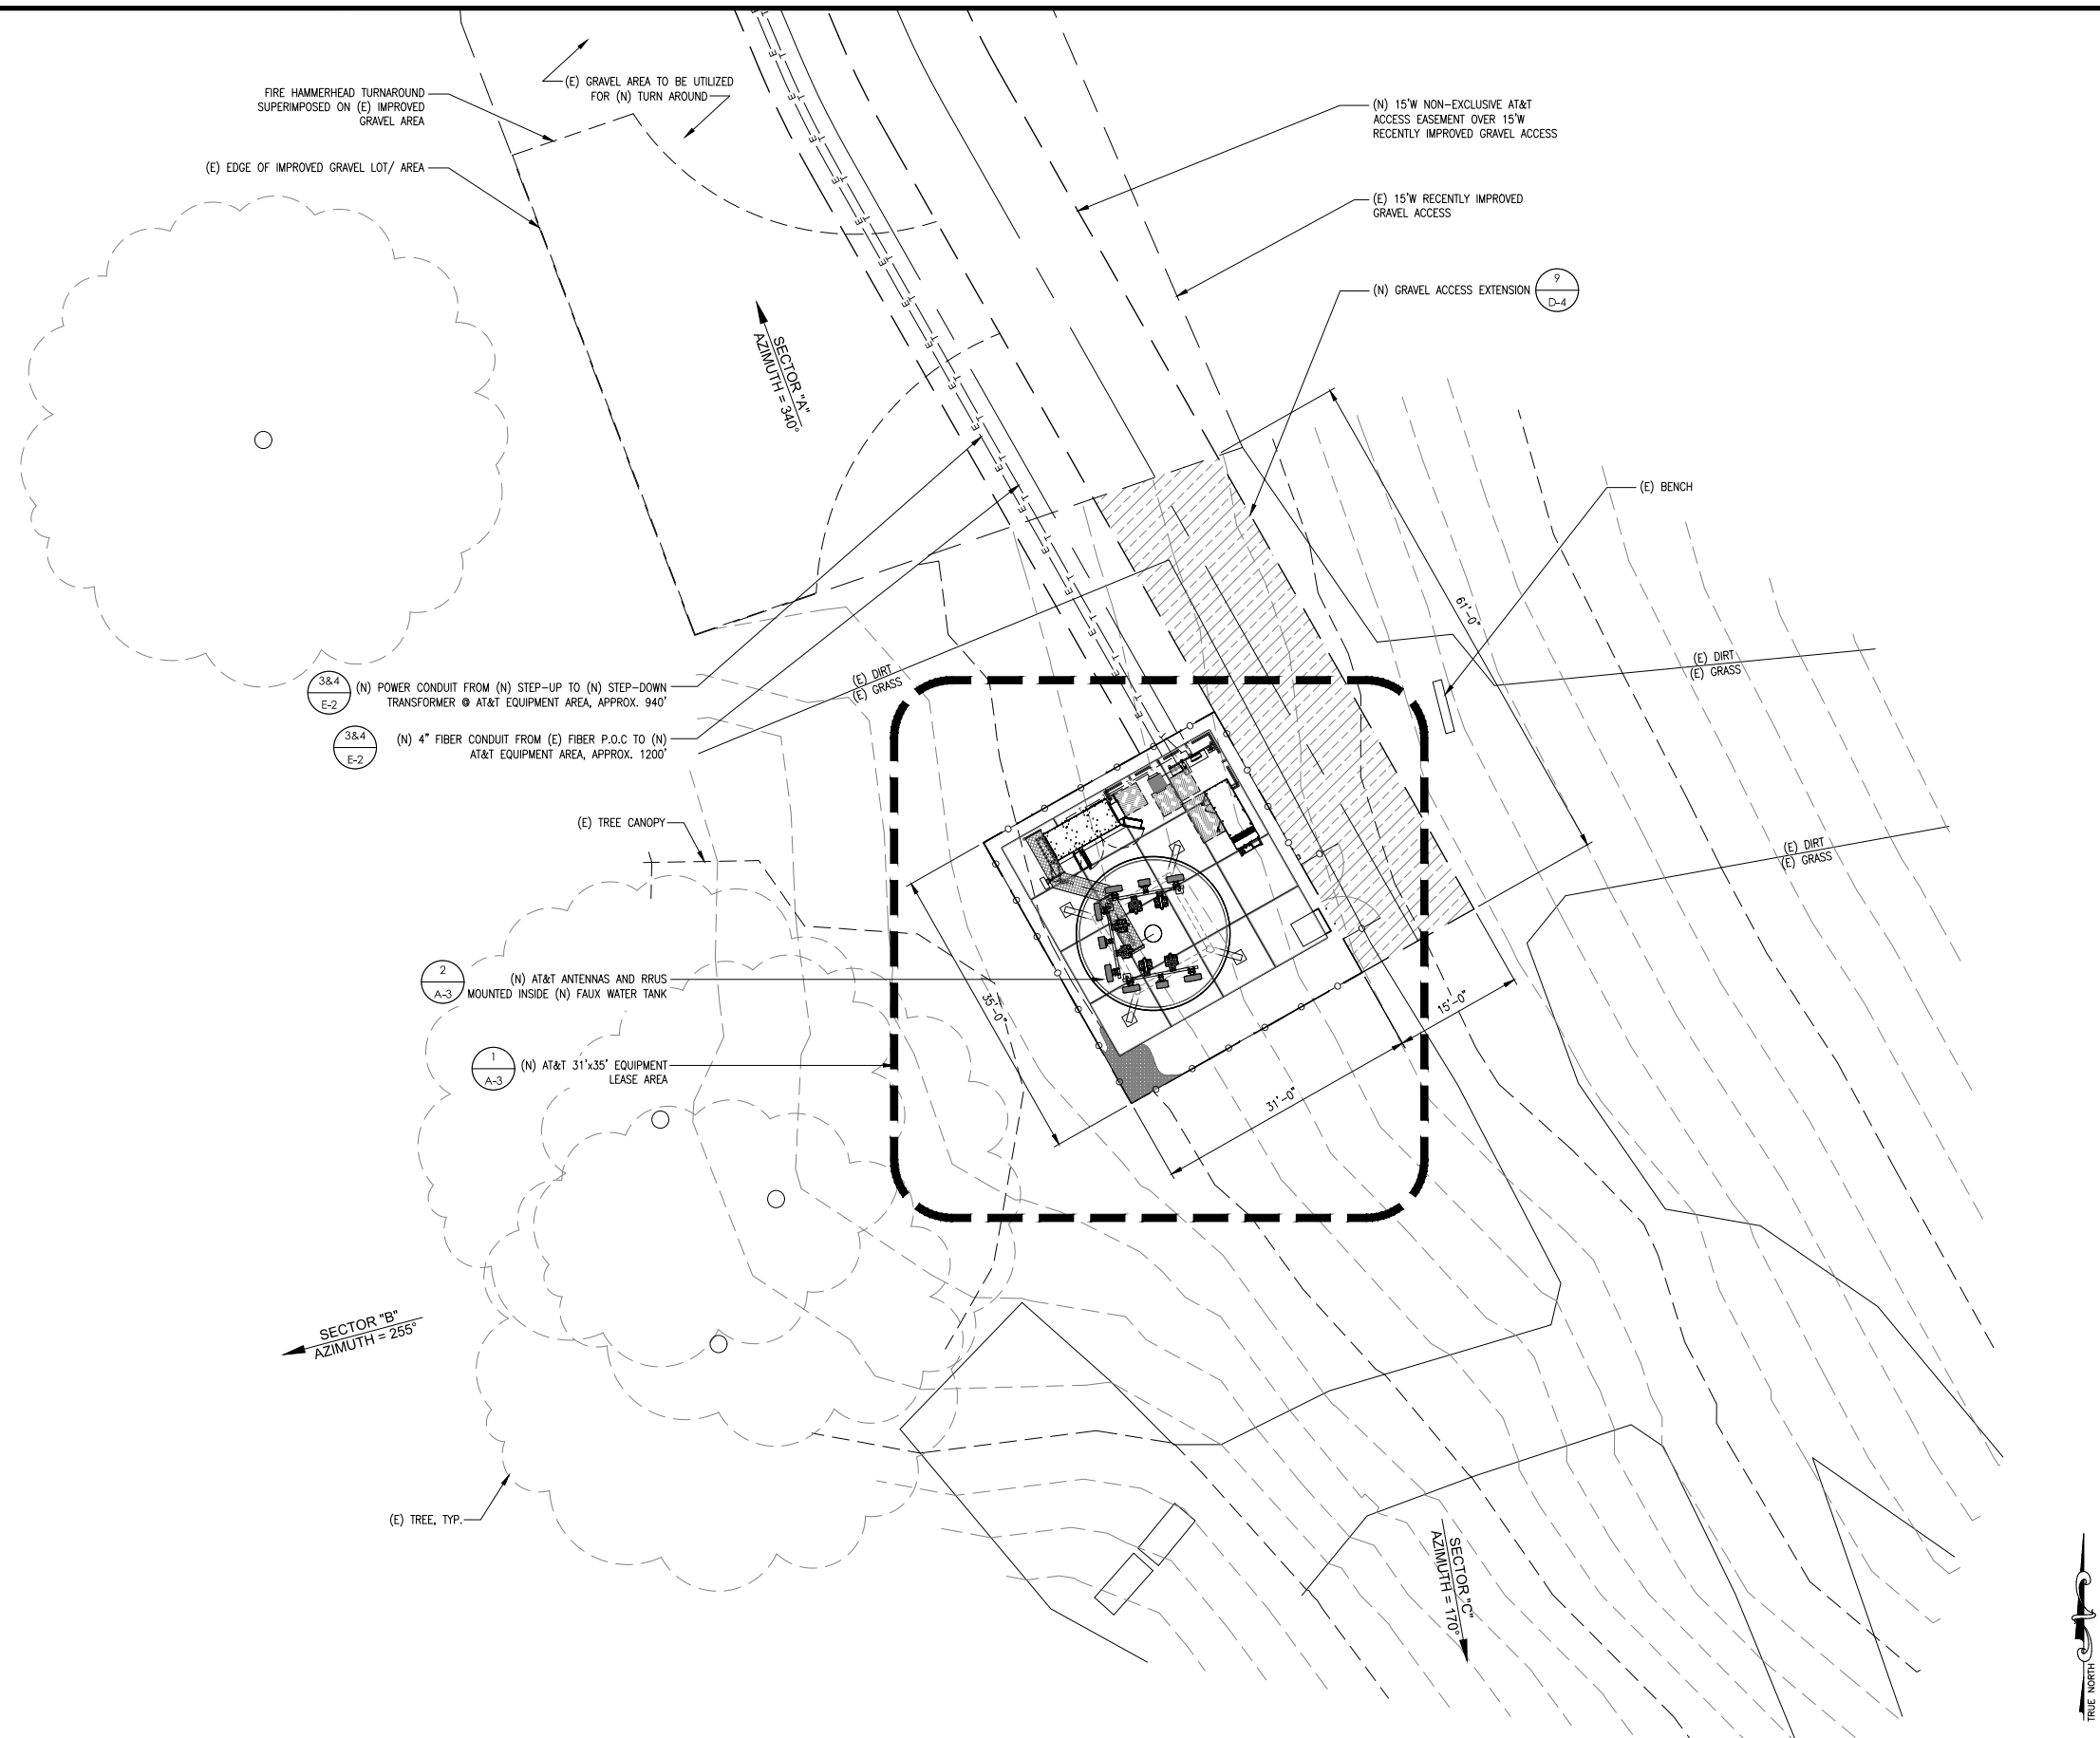 (E) GRAVEL AREA TO BE UTILIZED
FOR (N) TURN AROUND
FIRE HAMMERHEAD TURNAROUND
SUPERIMPOSED ON (E) IMPROVED
GRAVEL AREA
(E) EDGE OF IMPROVED GRAVEL LOT/ AREA
(N) 15'W NON-EXCLUSIVE AT&T
ACCESS EASEMENT OVER 15'W
RECENTLY IMPROVED GRAVEL ACCESS
(E) 15'W RECENTLY IMPROVED
GRAVEL ACCESS
(N) GRAVEL ACCESS EXTENSION
9
D-4
SECTOR "A"
AZIMUTH = 340°
(E) BENCH
61'-0"
(E) DIRT
(E) GRASS
(E) DIRT
(E) GRASS
3&4
E-2
(N) POWER CONDUIT FROM (N) STEP-UP TO (N) STEP-DOWN
TRANSFORMER @ AT&T EQUIPMENT AREA, APPROX. 940'
3&4
E-2
(N) 4" FIBER CONDUIT FROM (E) FIBER P.O.C TO (N)
AT&T EQUIPMENT AREA, APPROX. 1200'
(E) TREE CANOPY
(E) DIRT
(E) GRASS
2
A-3
(N) AT&T ANTENNAS AND RRUS
MOUNTED INSIDE (N) FAUX WATER TANK
35'-0"
15'-0"
1
A-3
(N) AT&T 31'x35' EQUIPMENT
LEASE AREA
31'-0"
SECTOR "B"
AZIMUTH = 255°
(E) TREE, TYP.
SECTOR "C"
AZIMUTH = 170°
TRUE NORTH